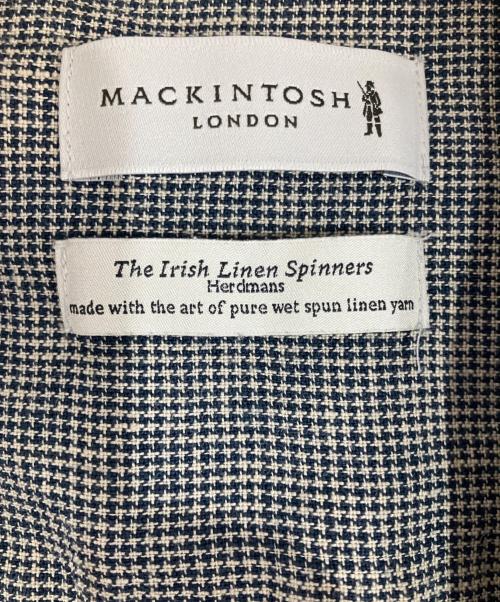 MACKINTOSH
LONDON
The Irish Linen Spinners
Herdmans
made with the art of pure wet spun linen yarn